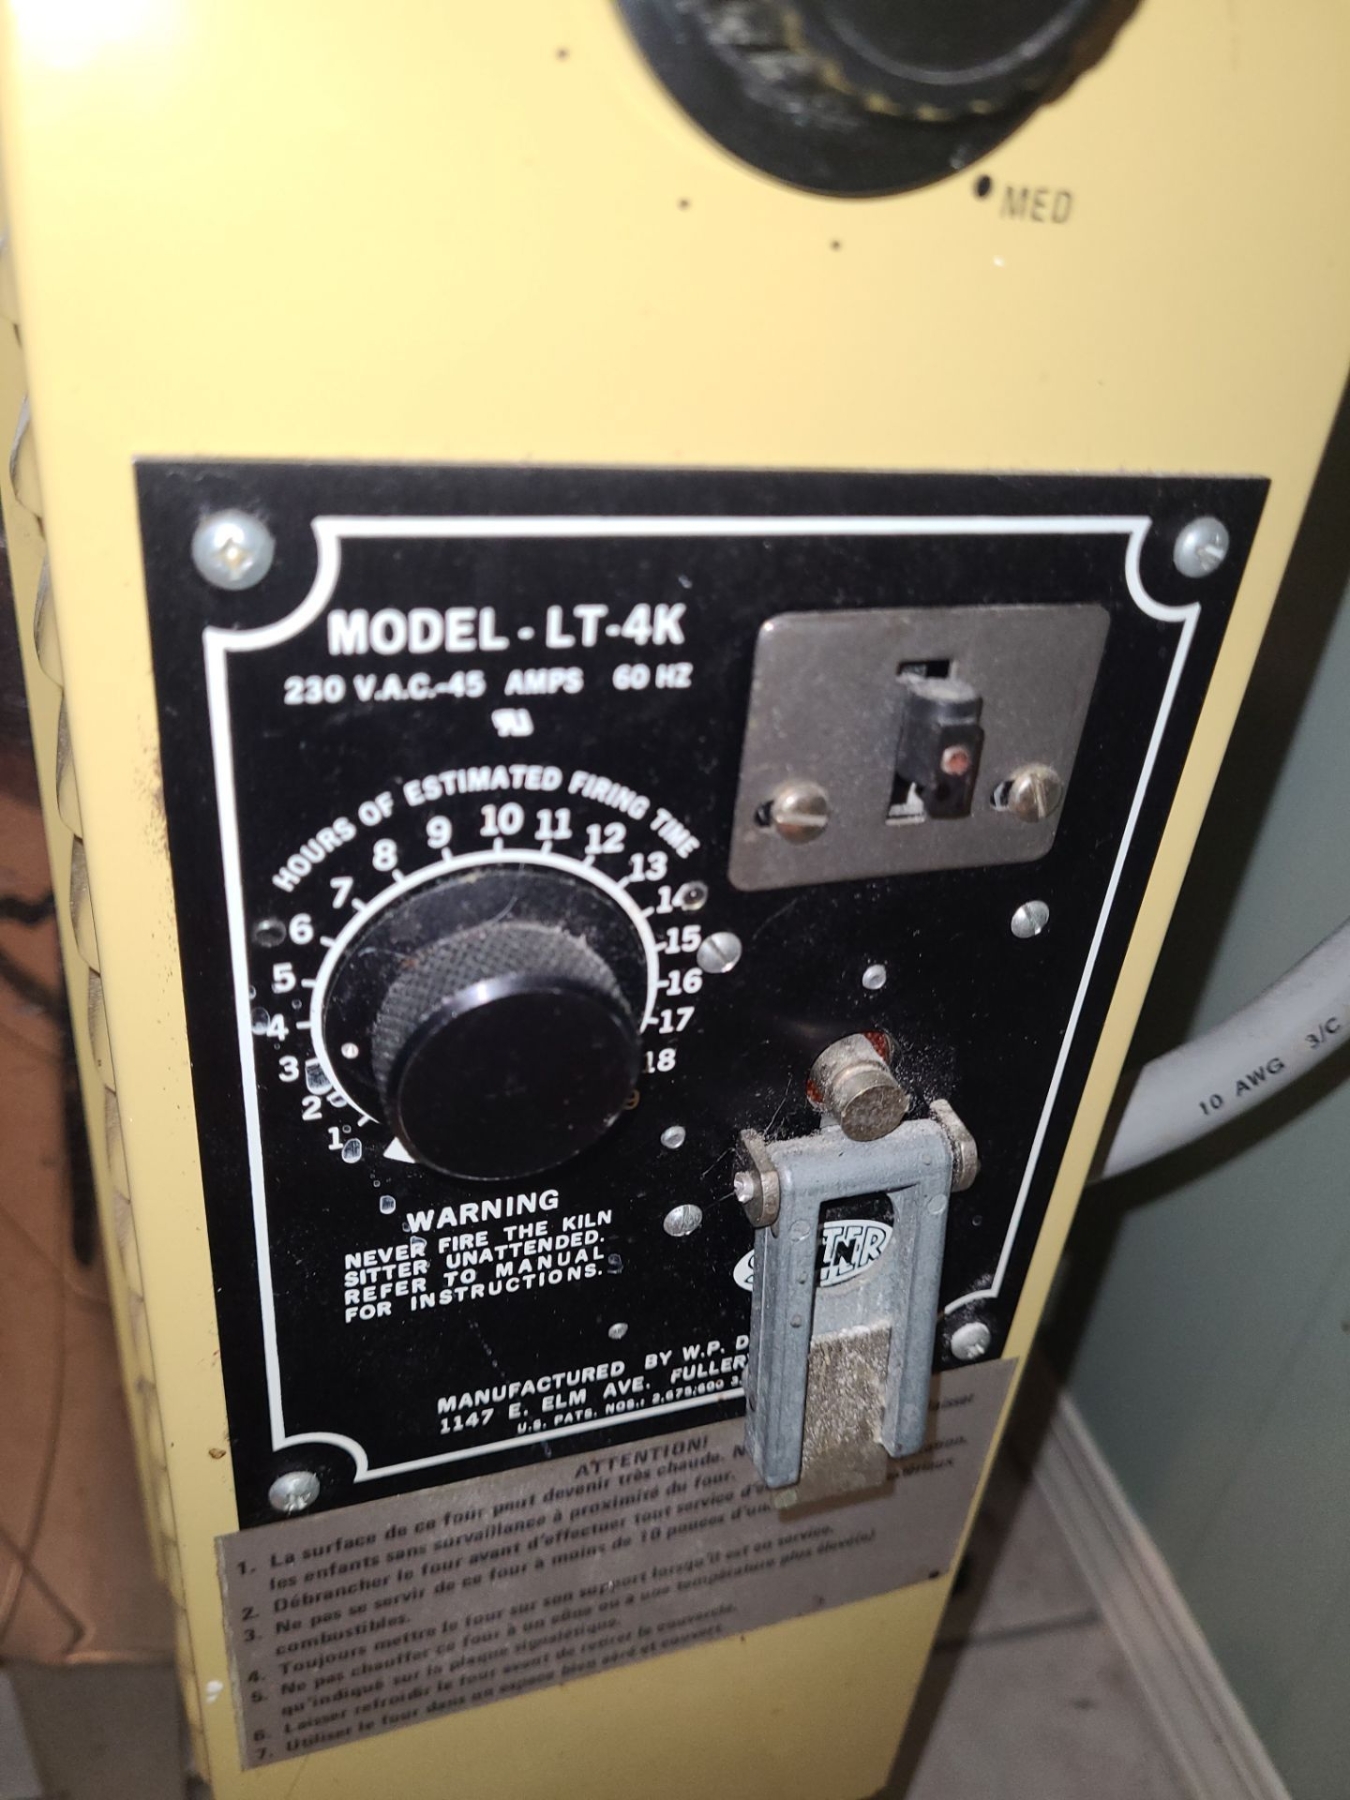 MED
MODEL - LT-4K
230 V.A.C.-45 AMPS 60 HZ
HOURS OF ESTIMATED FIRING TIME
1 2 3 4 5 6 7 8 9 10 11 12 13 14 15 16 17 18
10 AWG 3/C
WARNING
NEVER FIRE THE KILN
SITTER UNATTENDED.
REFER TO MANUAL
FOR INSTRUCTIONS.
MANUFACTURED BY W.P. D
1147 E. ELM AVE. FULLER
U.S. PATS. NOS.: 2,675,600 3
ATTENTION!
1. La surface de ce four peut devenir très chaude. N
les enfants sans surveillance à proximité du four.
2. Débrancher le four avant d'effectuer tout service d'
3. Ne pas se servir de ce four à moins de 18 pouces d'
combustibles.
4. Toujours mettre le four sur son support lorsqu'il est en service.
5. Ne pas chauffer ce four à un cône ou a une température plus élevé(e)
qu'indiqué sur la plaque signalétique.
6. Laisser refroidir le four avant de retirer le couvercle.
7. Utiliser le four dans un espace bien aéré et couvert.